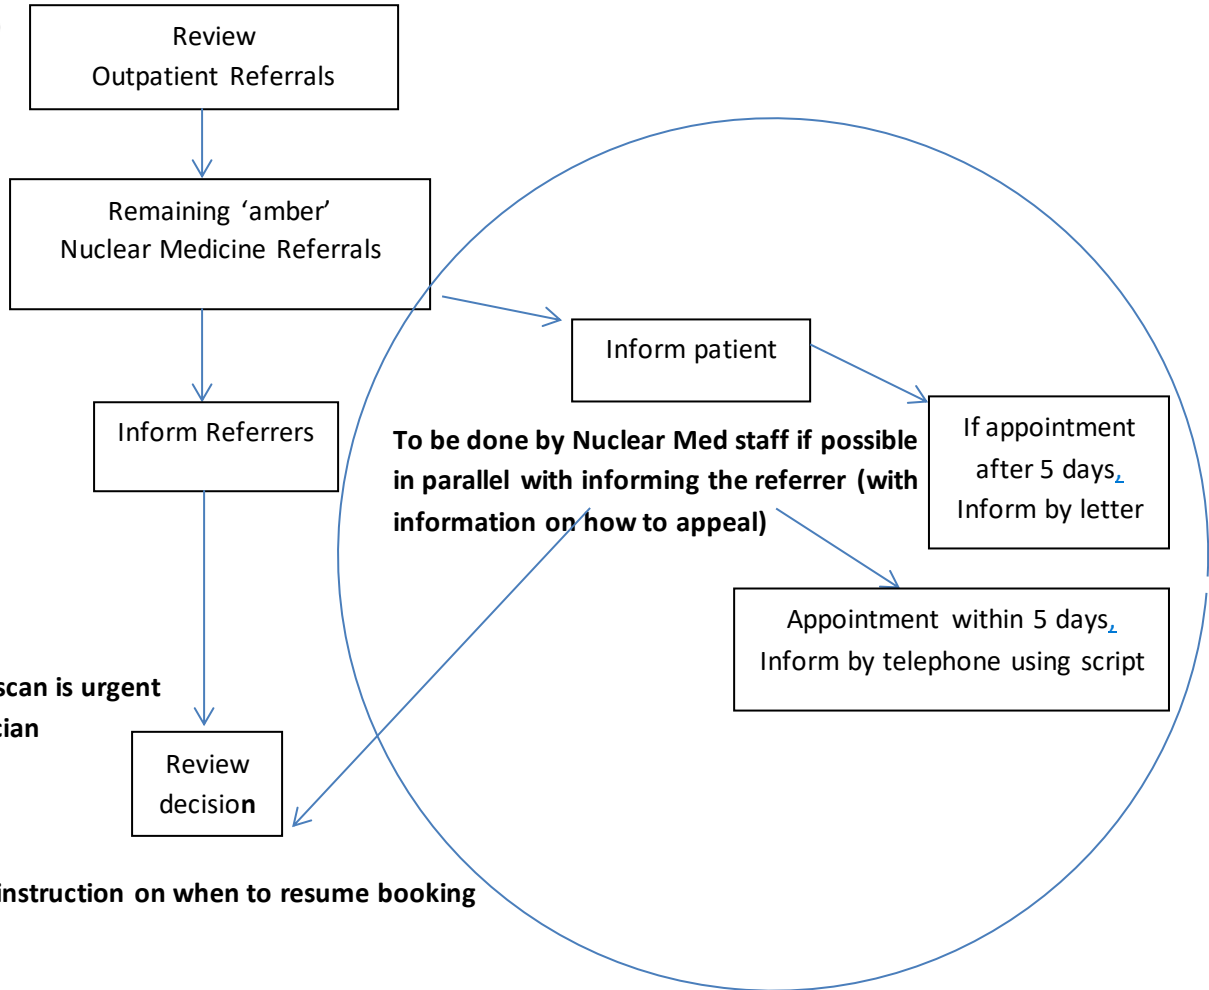 Review
Outpatient Referrals
Remaining ‘amber’
Nuclear Medicine Referrals
Inform patient
Inform Referrers
To be done by Nuclear Med staff if possible
in parallel with informing the referrer (with
information on how to appeal)
If appointment
after 5 days,
Inform by letter
Appointment within 5 days,
Inform by telephone using script
scan is urgent
cian
Review
decision
instruction on when to resume booking